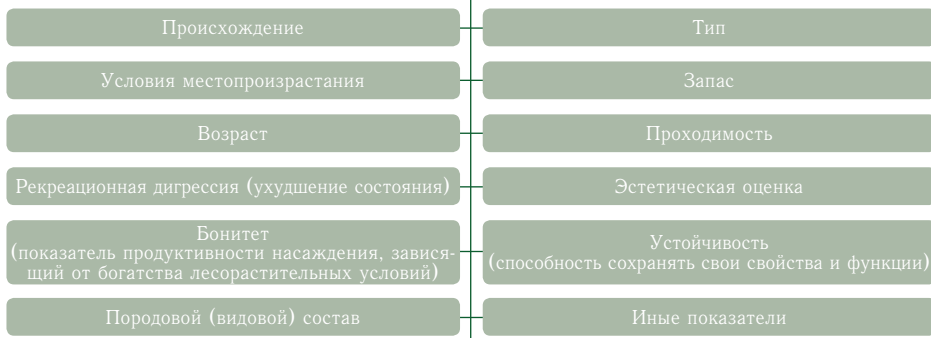 Происхождение
Тип
Условия местопроизрастания
Запас
Возраст
Проходимость
Рекреационная дигрессия (ухудшение состояния)
Эстетическая оценка
Бонитет
(показатель продуктивности насаждения, завися-
щий от богатства лесорастительных условий)
Устойчивость
(способность сохранять свои свойства и функции)
Породовой (видовой) состав
Иные показатели